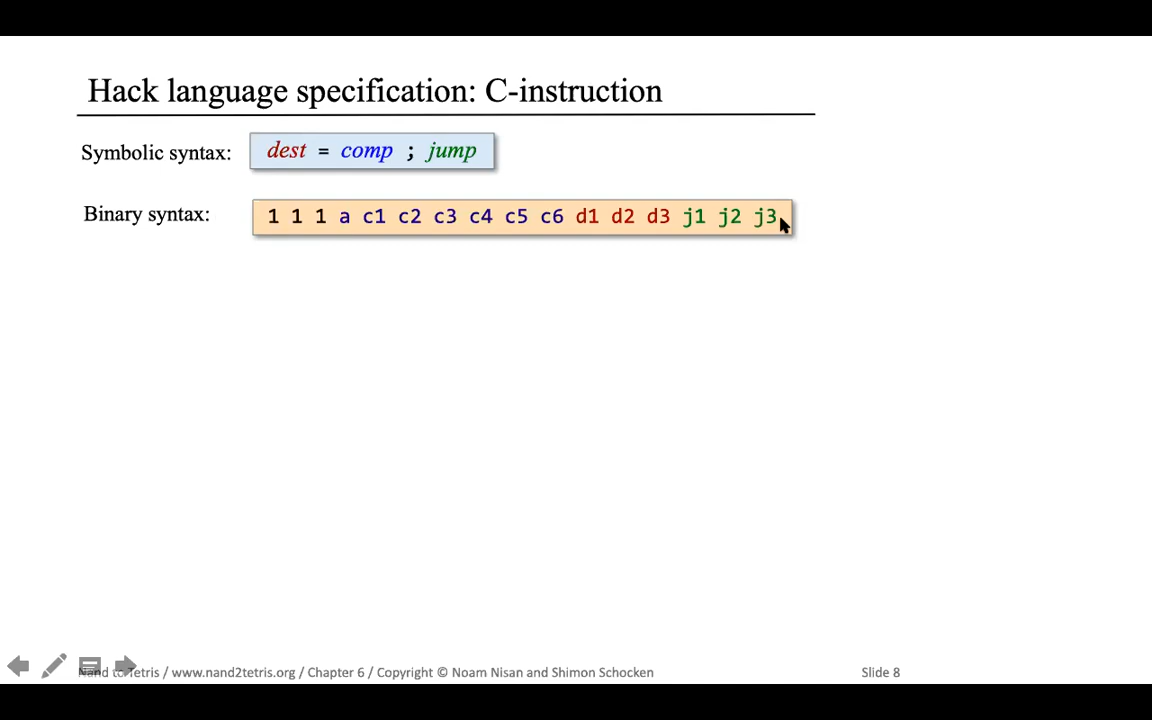 Hack language specification: C-instruction
Symbolic syntax: dest = comp ; jump
Binary syntax: 1 1 1 a c1 c2 c3 c4 c5 c6 d1 d2 d3 j1 j2 j3
Nand to Tetris / www.nand2tetris.org / Chapter 6 / Copyright © Noam Nisan and Shimon Schocken Slide 8